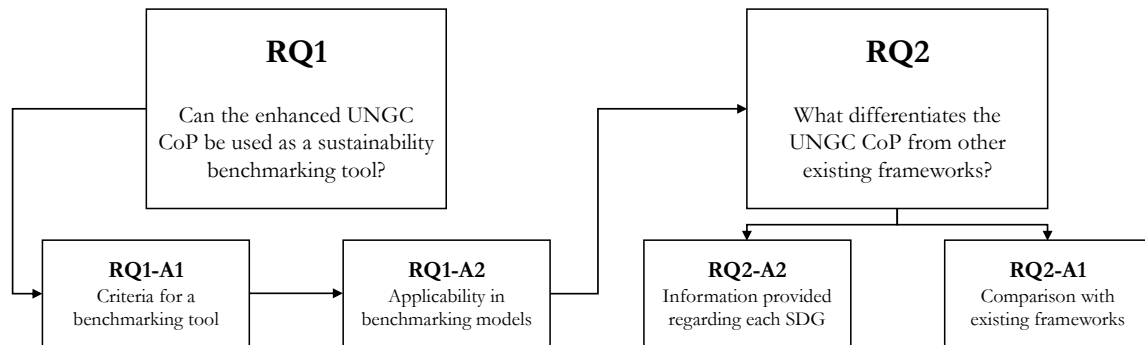 RQ1
Can the enhanced UNGC
CoP be used as a sustainability
benchmarking tool?
RQ2
What differentiates the
UNGC CoP from other
existing frameworks?
RQ1-A1
Criteria for a
benchmarking tool
RQ1-A2
Applicability in
benchmarking models
RQ2-A2
Information provided
regarding each SDG
RQ2-A1
Comparison with
existing frameworks